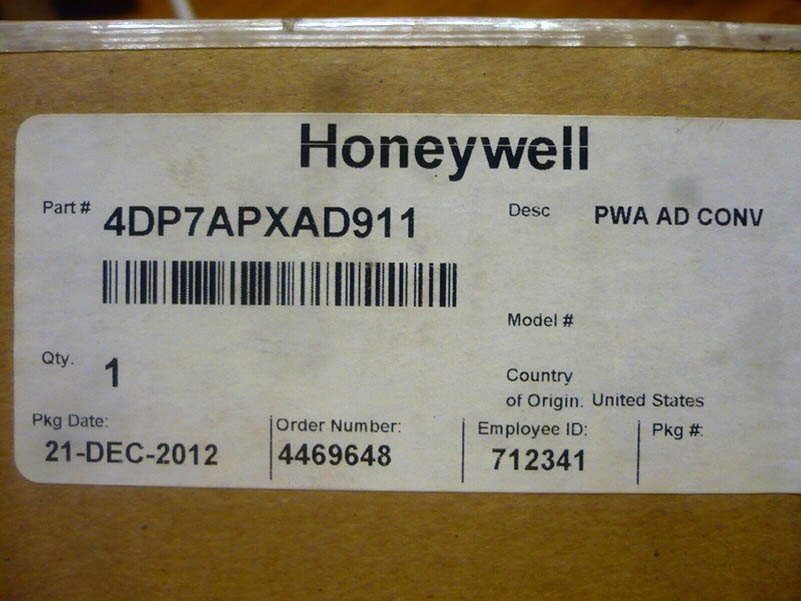 Honeywell
Part # 4DP7APXAD911
Desc PWA AD CONV
Model #
Qty. 1
Country
of Origin. United States
Pkg Date:
21-DEC-2012
Order Number:
4469648
Employee ID:
712341
Pkg #: